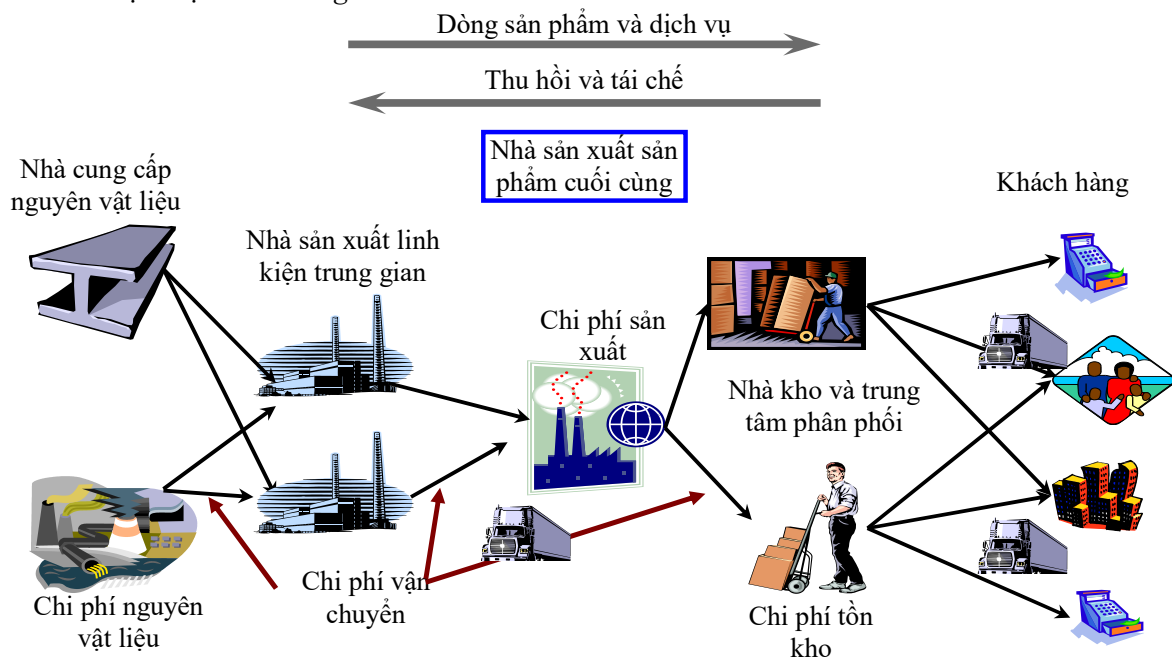 Dòng sản phẩm và dịch vụ
Thu hồi và tái chế
Nhà sản xuất sản
phẩm cuối cùng
Nhà cung cấp
nguyên vật liệu
Khách hàng
Nhà sản xuất linh
kiện trung gian
Chi phí sản
xuất
Nhà kho và trung
tâm phân phối
Chi phí vận
chuyển
Chi phí nguyên
vật liệu
Chi phí tồn
kho